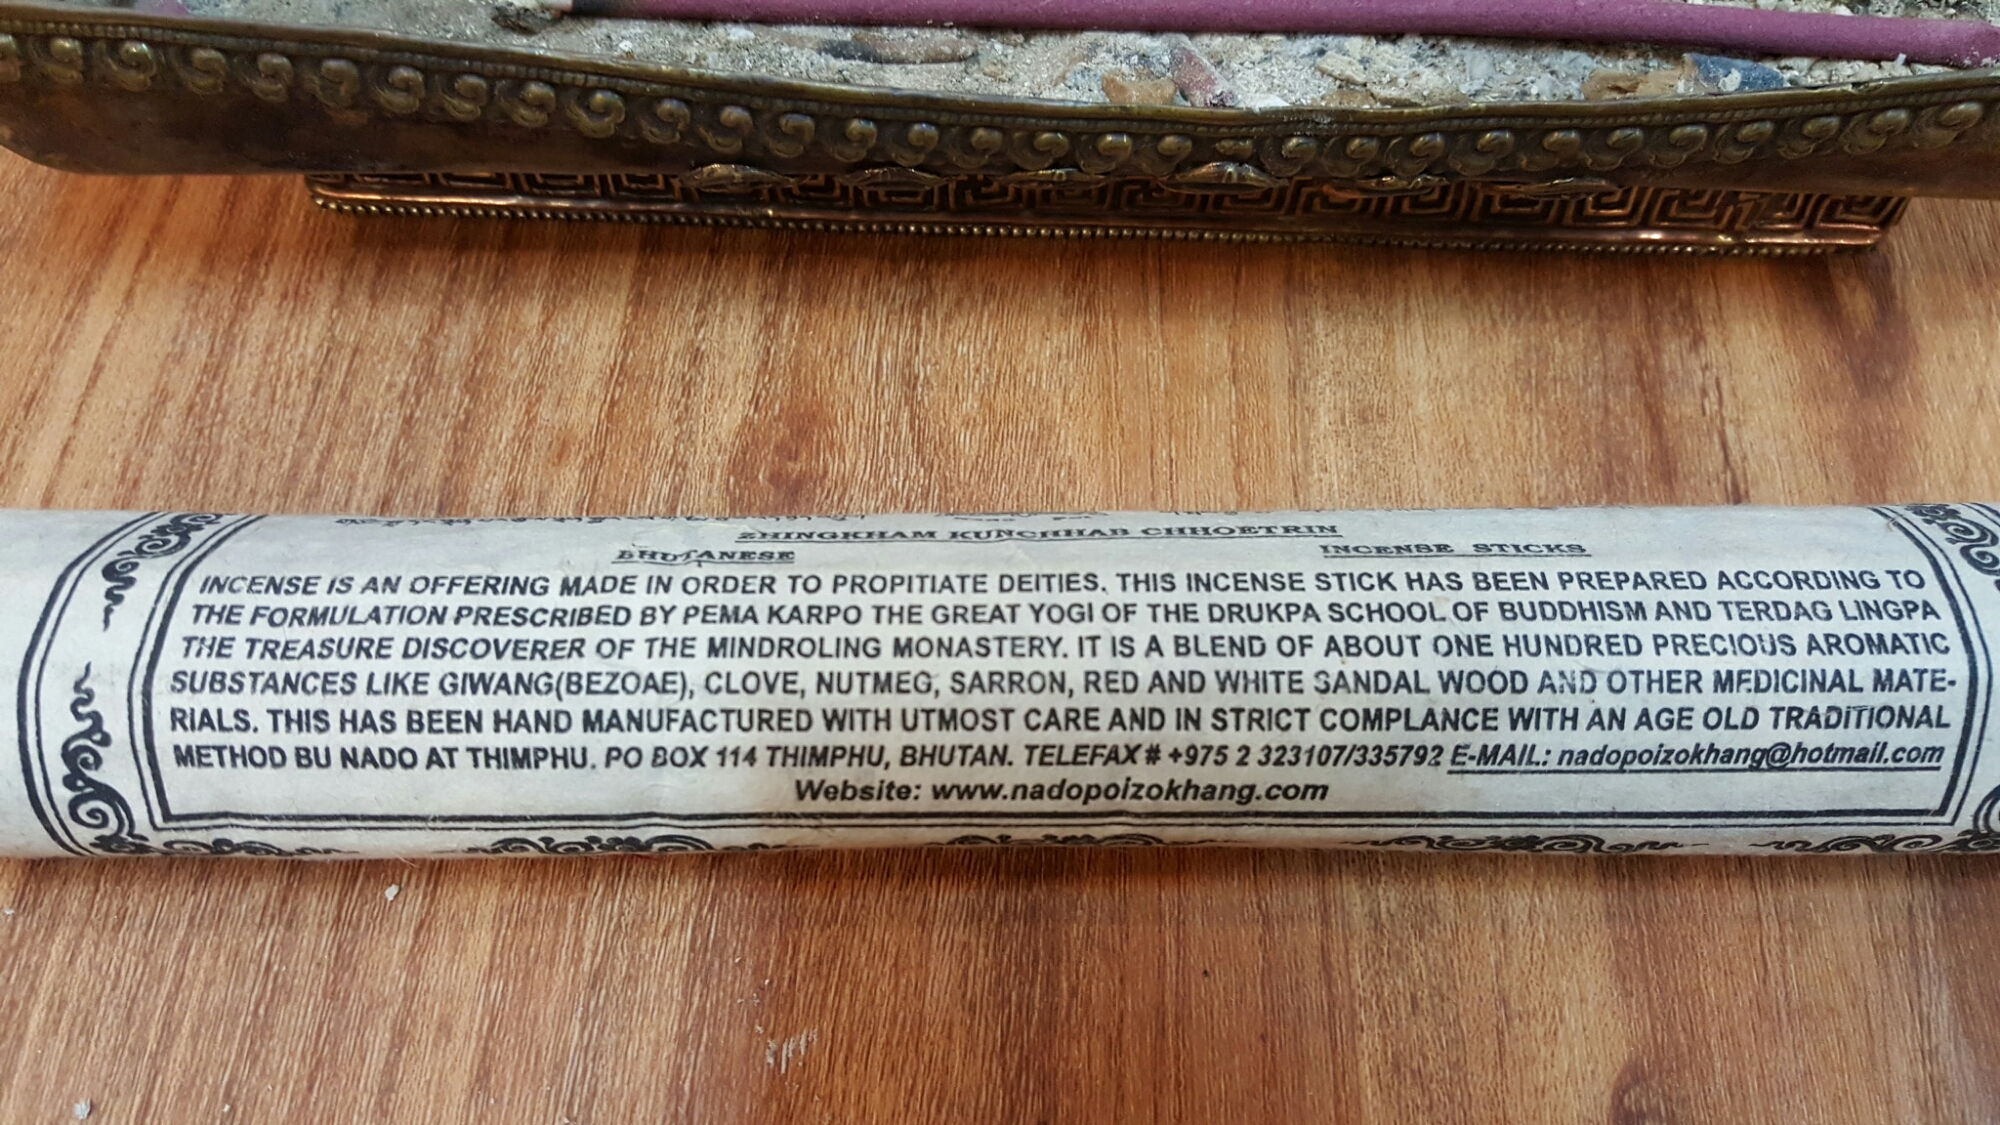 ZHINGKHAM KUNCHHAB CHHOETRIN
BHUTANESE INCENSE STICKS
INCENSE IS AN OFFERING MADE IN ORDER TO PROPITIATE DEITIES. THIS INCENSE STICK HAS BEEN PREPARED ACCORDING TO
THE FORMULATION PRESCRIBED BY PEMA KARPO THE GREAT YOGI OF THE DRUKPA SCHOOL OF BUDDHISM AND TERDAG LINGPA
THE TREASURE DISCOVERER OF THE MINDROLING MONASTERY. IT IS A BLEND OF ABOUT ONE HUNDRED PRECIOUS AROMATIC
SUBSTANCES LIKE GIWANG(BEZOAE), CLOVE, NUTMEG, SARRON, RED AND WHITE SANDAL WOOD AND OTHER MEDICINAL MATE-
RIALS. THIS HAS BEEN HAND MANUFACTURED WITH UTMOST CARE AND IN STRICT COMPLANCE WITH AN AGE OLD TRADITIONAL
METHOD BU NADO AT THIMPHU. PO BOX 114 THIMPHU, BHUTAN. TELEFAX # +975 2 323107/335792 E-MAIL: nadopoizokhang@hotmail.com
Website: www.nadopoizokhang.com